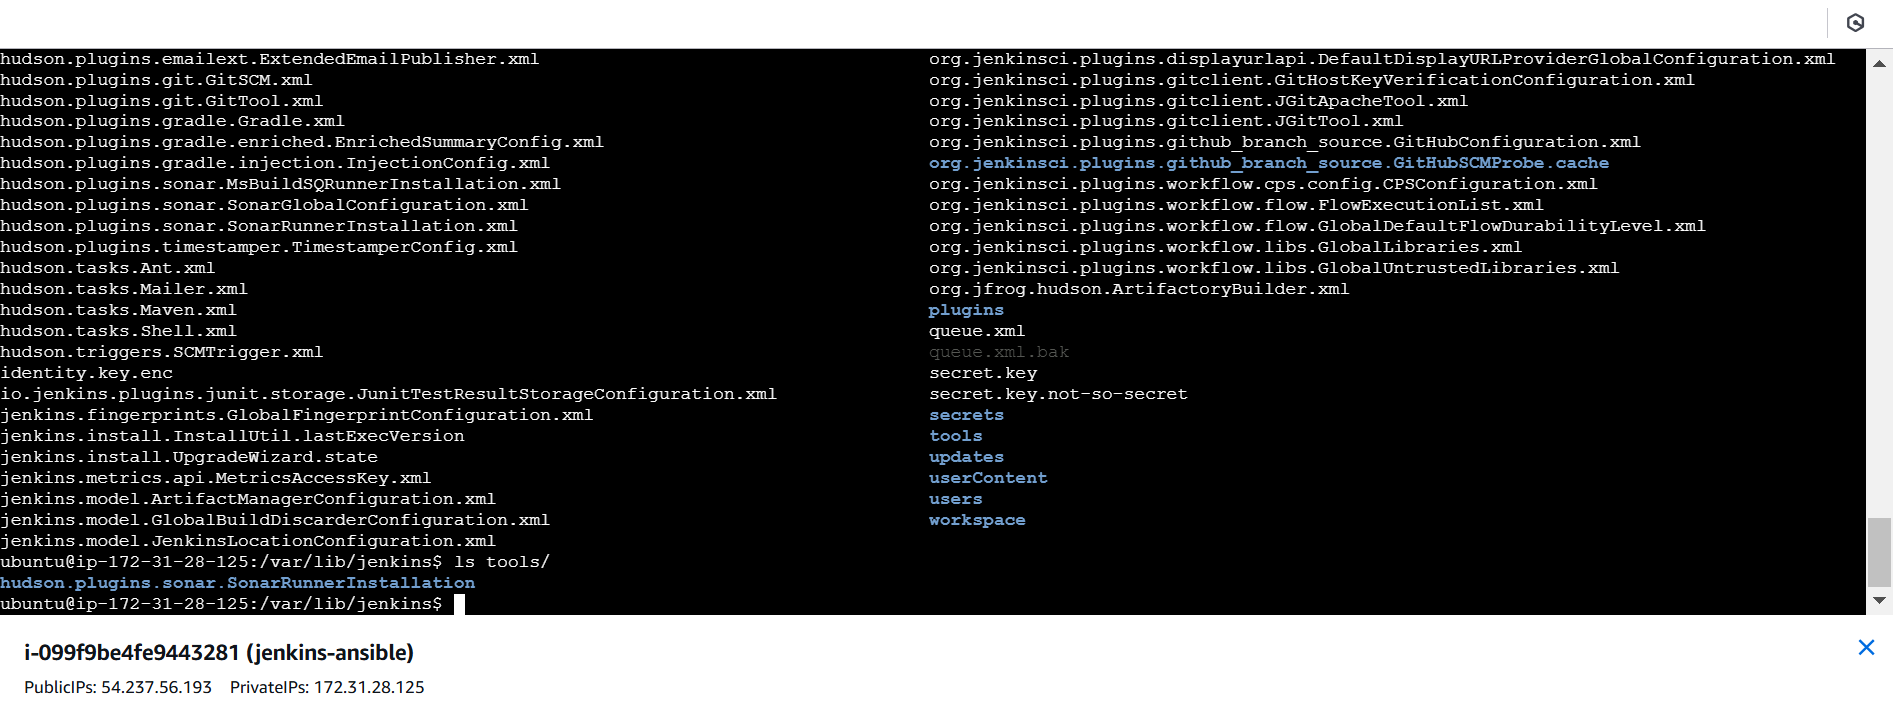 hudson.plugins.emailext.ExtendedEmailPublisher.xml org.jenkinsci.plugins.displayurlapi.DefaultDisplayURLProviderGlobalConfiguration.xml
hudson.plugins.git.GitSCM.xml org.jenkinsci.plugins.gitclient.GitHostKeyVerificationConfiguration.xml
hudson.plugins.git.GitTool.xml org.jenkinsci.plugins.gitclient.JGitApacheTool.xml
hudson.plugins.gradle.Gradle.xml org.jenkinsci.plugins.gitclient.JGitTool.xml
hudson.plugins.gradle.enriched.EnrichedSummaryConfig.xml org.jenkinsci.plugins.github_branch_source.GitHubConfiguration.xml
hudson.plugins.gradle.injection.InjectionConfig.xml org.jenkinsci.plugins.github_branch_source.GitHubSCMProbe.cache
hudson.plugins.sonar.MsBuildSQRunnerInstallation.xml org.jenkinsci.plugins.workflow.cps.config.CPSConfiguration.xml
hudson.plugins.sonar.SonarGlobalConfiguration.xml org.jenkinsci.plugins.workflow.flow.FlowExecutionList.xml
hudson.plugins.sonar.SonarRunnerInstallation.xml org.jenkinsci.plugins.workflow.flow.GlobalDefaultFlowDurabilityLevel.xml
hudson.plugins.timestamper.TimestamperConfig.xml org.jenkinsci.plugins.workflow.libs.GlobalLibraries.xml
hudson.tasks.Ant.xml org.jenkinsci.plugins.workflow.libs.GlobalUntrustedLibraries.xml
hudson.tasks.Mailer.xml org.jfrog.hudson.ArtifactoryBuilder.xml
hudson.tasks.Maven.xml plugins
hudson.tasks.Shell.xml queue.xml
hudson.triggers.SCMTrigger.xml queue.xml.bak
identity.key.enc secret.key
io.jenkins.plugins.junit.storage.JunitTestResultStorageConfiguration.xml secret.key.not-so-secret
jenkins.fingerprints.GlobalFingerprintConfiguration.xml secrets
jenkins.install.InstallUtil.lastExecVersion tools
jenkins.install.UpgradeWizard.state updates
jenkins.metrics.api.MetricsAccessKey.xml userContent
jenkins.model.ArtifactManagerConfiguration.xml users
jenkins.model.GlobalBuildDiscarderConfiguration.xml workspace
jenkins.model.JenkinsLocationConfiguration.xml
ubuntu@ip-172-31-28-125:/var/lib/jenkins$ ls tools/
hudson.plugins.sonar.SonarRunnerInstallation
ubuntu@ip-172-31-28-125:/var/lib/jenkins$
i-099f9be4fe9443281 (jenkins-ansible)
PublicIPs: 54.237.56.193 PrivateIPs: 172.31.28.125